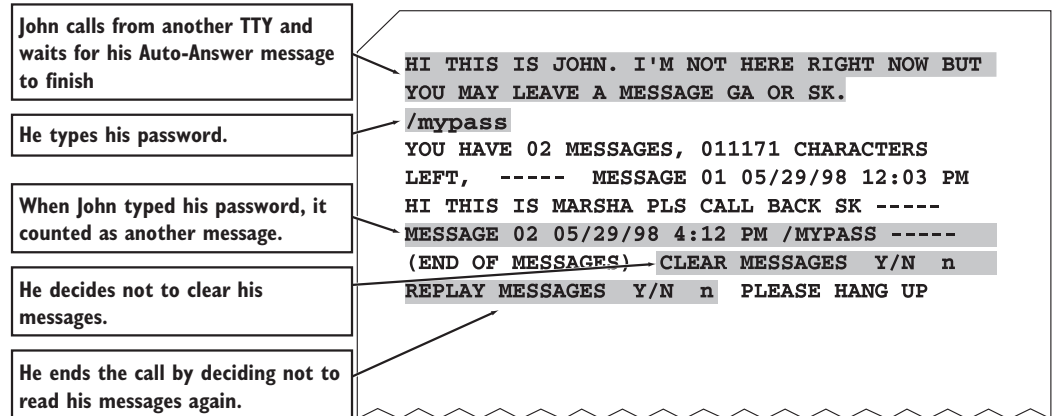 John calls from another TTY and
waits for his Auto-Answer message
to finish
He types his password.
When John typed his password, it
counted as another message.
He decides not to clear his
messages.
He ends the call by deciding not to
read his messages again.
HI THIS IS JOHN. I'M NOT HERE RIGHT NOW BUT
YOU MAY LEAVE A MESSAGE GA OR SK.
/mypass
YOU HAVE 02 MESSAGES, 011171 CHARACTERS
LEFT, ----- MESSAGE 01 05/29/98 12:03 PM
HI THIS IS MARSHA PLS CALL BACK SK -----
MESSAGE 02 05/29/98 4:12 PM /MYPASS -----
(END OF MESSAGES) CLEAR MESSAGES Y/N n
REPLAY MESSAGES Y/N n PLEASE HANG UP